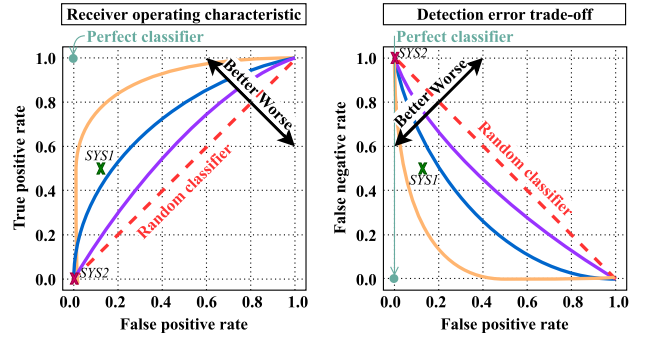 Receiver operating characteristic
Perfect classifier
1.0
0.8
0.6
0.4
0.2
0.0
True positive rate
SYS1
SYS2
Better Worse
Random classifier
0.0 0.2 0.4 0.6 0.8 1.0
False positive rate
Detection error trade-off
Perfect classifier
SYS2
1.0
0.8
0.6
0.4
0.2
0.0
False negative rate
Better Worse
SYS1
Random classifier
0.0 0.2 0.4 0.6 0.8 1.0
False positive rate